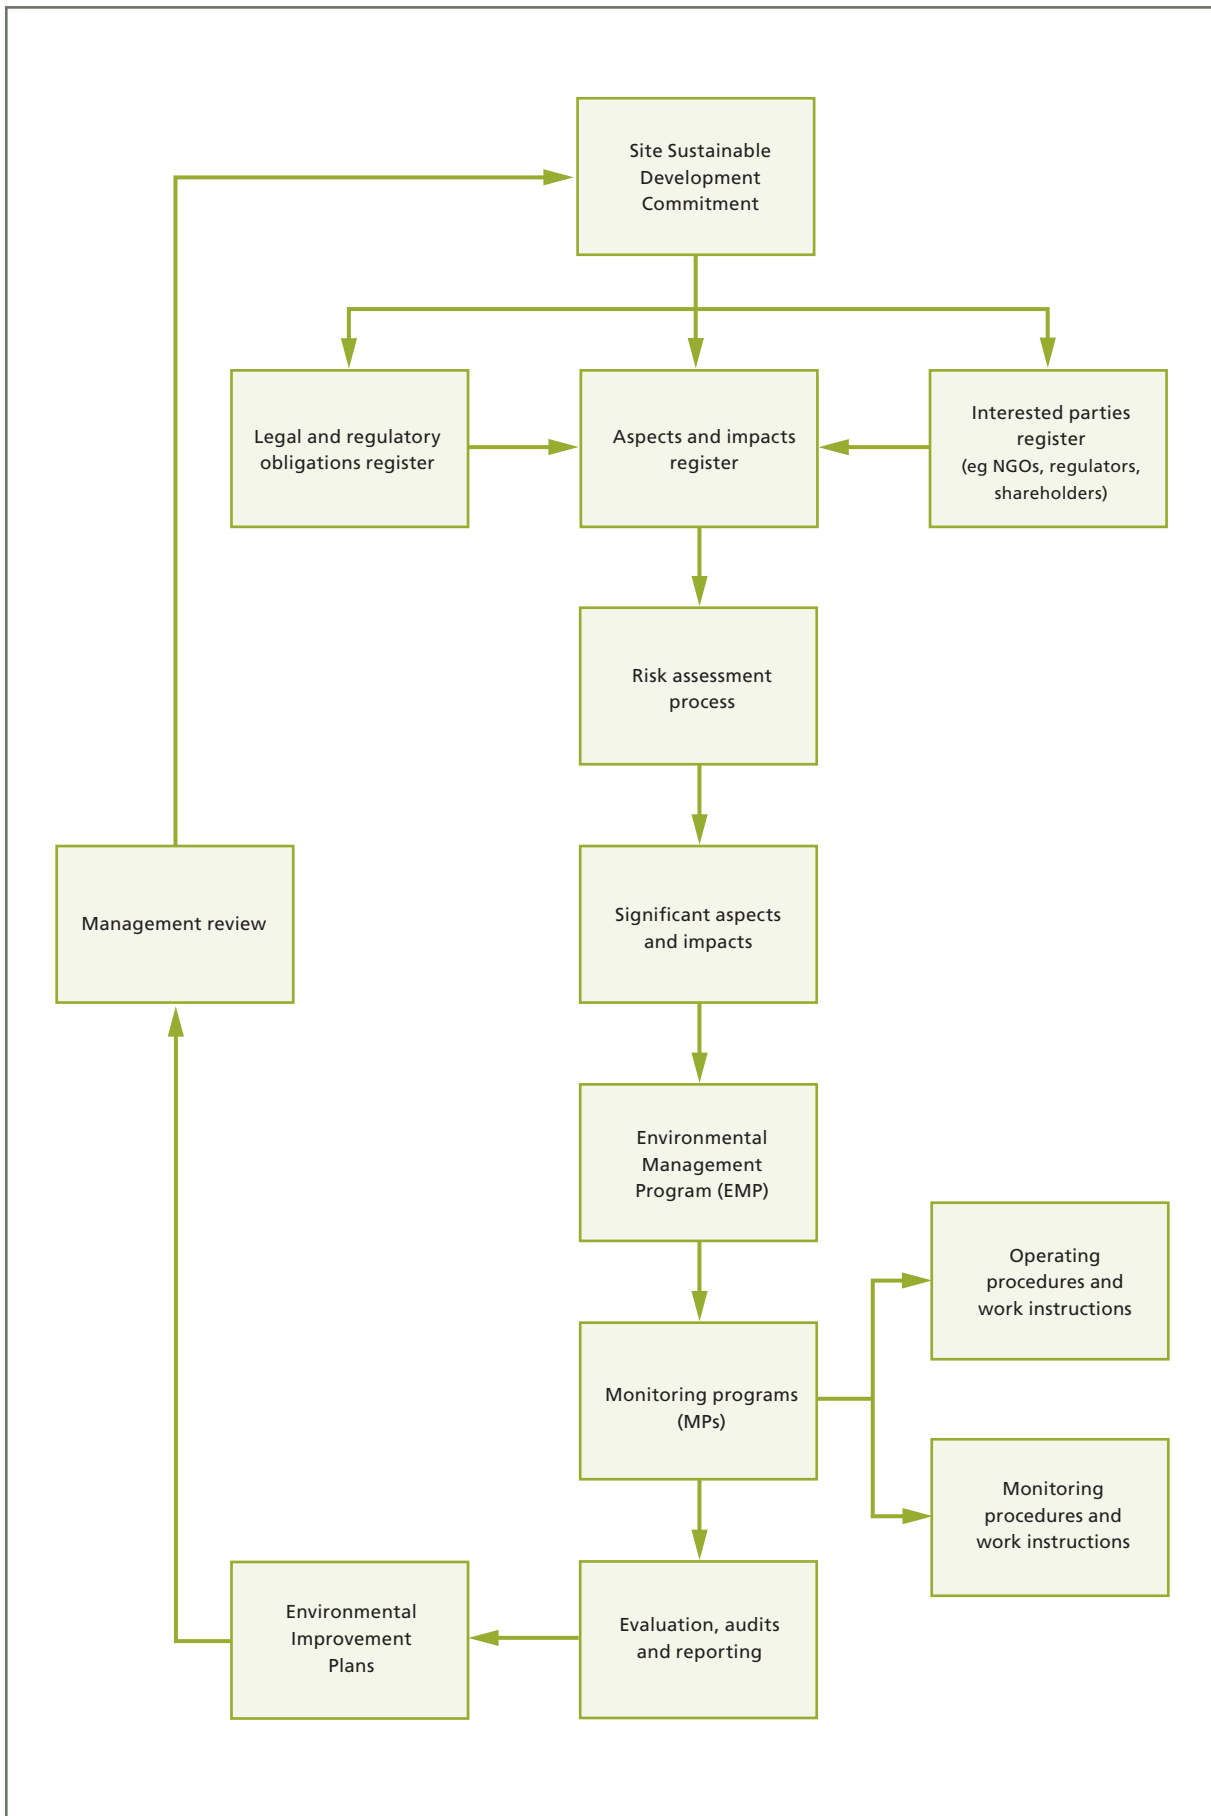 Site Sustainable
Development
Commitment
Legal and regulatory
obligations register
Aspects and impacts
register
Interested parties
register
(eg NGOs, regulators,
shareholders)
Risk assessment
process
Management review
Significant aspects
and impacts
Environmental
Management
Program (EMP)
Operating
procedures and
work instructions
Monitoring programs
(MPs)
Monitoring
procedures and
work instructions
Environmental
Improvement
Plans
Evaluation, audits
and reporting